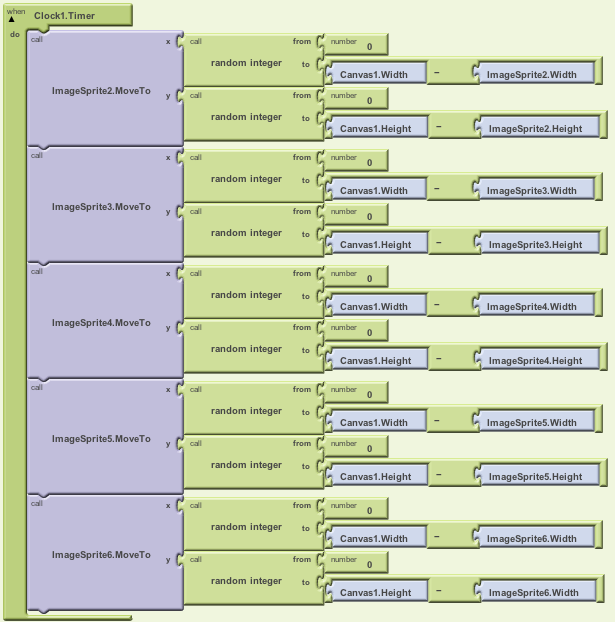 when
Clock1.Timer
do
call
ImageSprite2.MoveTo
x
call
random integer
from
number 0
to
Canvas1.Width - ImageSprite2.Width
y
call
random integer
from
number 0
to
Canvas1.Height - ImageSprite2.Height
call
ImageSprite3.MoveTo
x
call
random integer
from
number 0
to
Canvas1.Width - ImageSprite3.Width
y
call
random integer
from
number 0
to
Canvas1.Height - ImageSprite3.Height
call
ImageSprite4.MoveTo
x
call
random integer
from
number 0
to
Canvas1.Width - ImageSprite4.Width
y
call
random integer
from
number 0
to
Canvas1.Height - ImageSprite4.Height
call
ImageSprite5.MoveTo
x
call
random integer
from
number 0
to
Canvas1.Width - ImageSprite5.Width
y
call
random integer
from
number 0
to
Canvas1.Height - ImageSprite5.Height
call
ImageSprite6.MoveTo
x
call
random integer
from
number 0
to
Canvas1.Width - ImageSprite6.Width
y
call
random integer
from
number 0
to
Canvas1.Height - ImageSprite6.Width